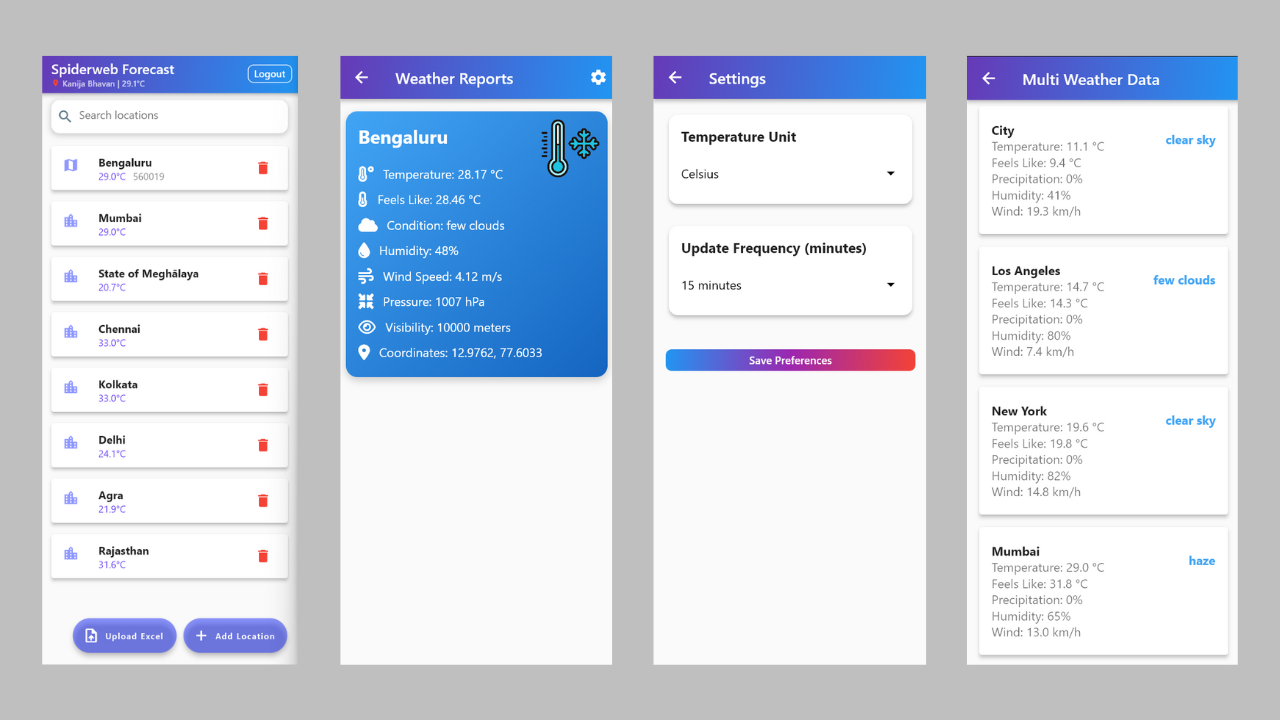 Spiderweb Forecast
Kanija Bhavan | 29.1°C
Logout
Search locations
Bengaluru
29.0°C 560019
Mumbai
29.0°C
State of Meghālaya
20.7°C
Chennai
33.0°C
Kolkata
33.0°C
Delhi
24.1°C
Agra
21.9°C
Rajasthan
31.6°C
Upload Excel
Add Location
Weather Reports
Bengaluru
Temperature: 28.17 °C
Feels Like: 28.46 °C
Condition: few clouds
Humidity: 48%
Wind Speed: 4.12 m/s
Pressure: 1007 hPa
Visibility: 10000 meters
Coordinates: 12.9762, 77.6033
Settings
Temperature Unit
Celsius
Update Frequency (minutes)
15 minutes
Save Preferences
Multi Weather Data
City
clear sky
Temperature: 11.1 °C
Feels Like: 9.4 °C
Precipitation: 0%
Humidity: 41%
Wind: 19.3 km/h
Los Angeles
few clouds
Temperature: 14.7 °C
Feels Like: 14.3 °C
Precipitation: 0%
Humidity: 80%
Wind: 7.4 km/h
New York
clear sky
Temperature: 19.6 °C
Feels Like: 19.8 °C
Precipitation: 0%
Humidity: 82%
Wind: 14.8 km/h
Mumbai
haze
Temperature: 29.0 °C
Feels Like: 31.8 °C
Precipitation: 0%
Humidity: 65%
Wind: 13.0 km/h